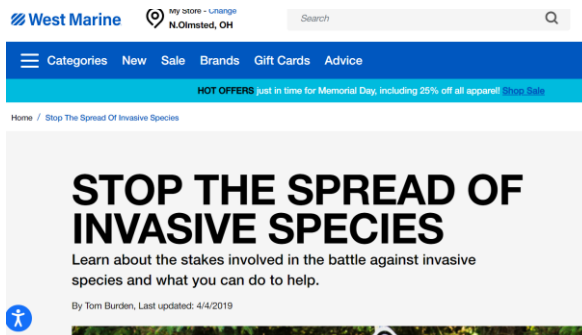 West Marine
My Store - Change
N.Olmsted, OH
Search
Categories New Sale Brands Gift Cards Advice
HOT OFFERS just in time for Memorial Day, including 25% off all apparel! Shop Sale
Home / Stop The Spread Of Invasive Species
STOP THE SPREAD OF
INVASIVE SPECIES
Learn about the stakes involved in the battle against invasive
species and what you can do to help.
By Tom Burden, Last updated: 4/4/2019